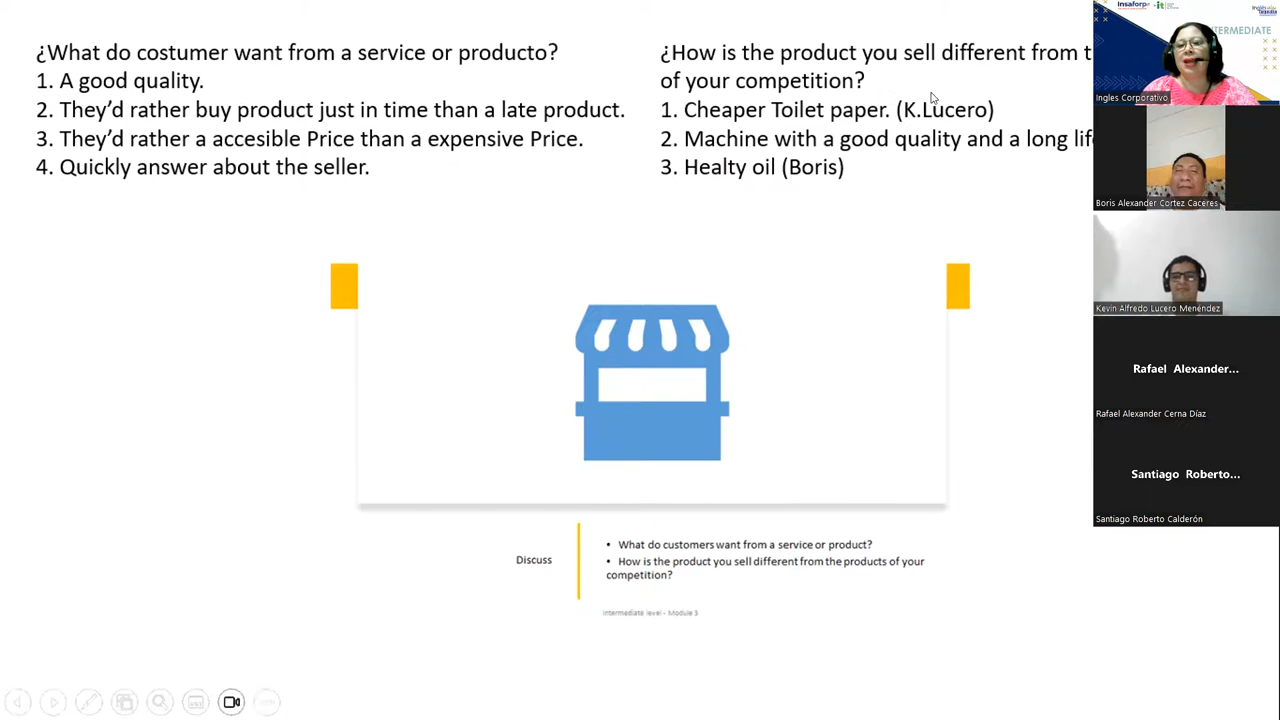 ¿What do costumer want from a service or producto?
1. A good quality.
2. They’d rather buy product just in time than a late product.
3. They’d rather a accesible Price than a expensive Price.
4. Quickly answer about the seller.
¿How is the product you sell different from t
of your competition?
1. Cheaper Toilet paper. (K.Lucero)
2. Machine with a good quality and a long life
3. Healty oil (Boris)
Discuss
• What do customers want from a service or product?
• How is the product you sell different from the products of your
competition?
Intermediate level - Module 3
Insaforp
TERMEDIATE
Ingles Corporativo
Boris Alexander Cortez Caceres
Kevin Alfredo Lucero Menéndez
Rafael Alexander...
Rafael Alexander Cerna Díaz
Santiago Roberto...
Santiago Roberto Calderón